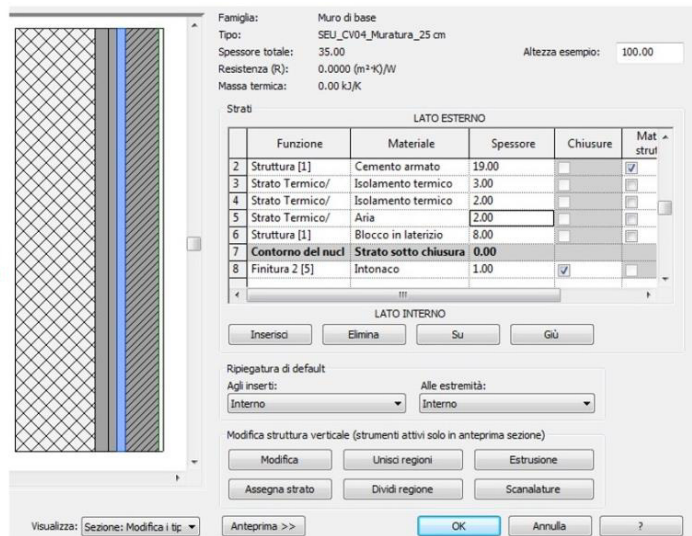 Famiglia: Muro di base
Tipo: SEU_CV04_Muratura_25 cm
Spessore totale: 35.00 Altezza esempio: 100.00
Resistenza (R): 0.0000 (m²·K)/W
Massa termica: 0.00 kJ/K
Strati
LATO ESTERNO
Funzione Materiale Spessore Chiusure Mat strut
2 Struttura [1] Cemento armato 19.00
3 Strato Termico/ Isolamento termico 3.00
4 Strato Termico/ Isolamento termico 2.00
5 Strato Termico/ Aria 2.00
6 Struttura [1] Blocco in laterizio 8.00
7 Contorno del nucl Strato sotto chiusura 0.00
8 Finitura 2 [5] Intonaco 1.00
LATO INTERNO
Inserisci Elimina Su Giù
Ripiegatura di default
Agli inserti: Alle estremità:
Interno Interno
Modifica struttura verticale (strumenti attivi solo in anteprima sezione)
Modifica Unisci regioni Estrusione
Assegna strato Dividi regione Scanalature
Visualizza: Sezione: Modifica i tip Anteprima >> OK Annulla ?